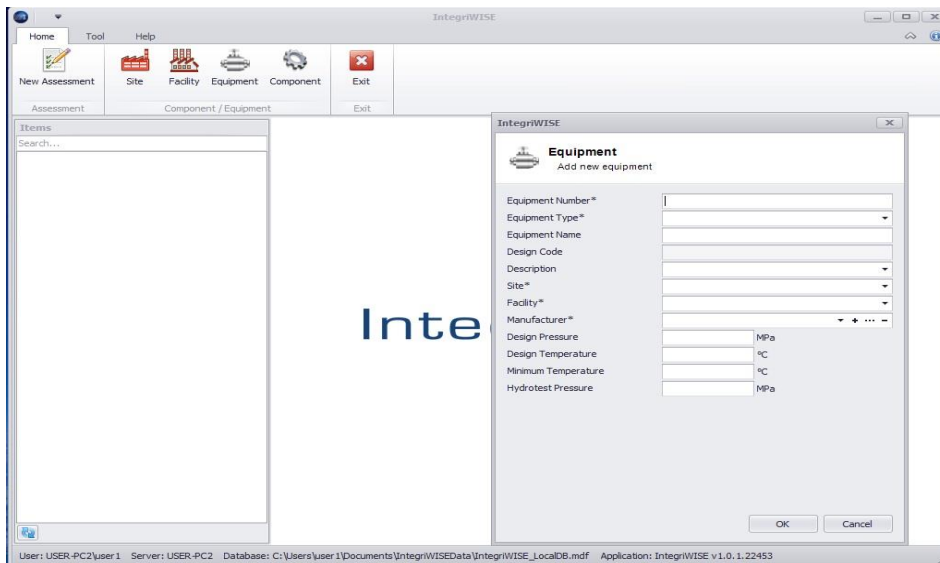 IntegriWISE
Home Tool Help
New Assessment Site Facility Equipment Component Exit
Assessment Component / Equipment Exit
Items
Search...
Inte
IntegriWISE
Equipment
Add new equipment
Equipment Number*
Equipment Type*
Equipment Name
Design Code
Description
Site*
Facility*
Manufacturer*
Design Pressure MPa
Design Temperature ºC
Minimum Temperature ºC
Hydrotest Pressure MPa
OK Cancel
User: USER-PC2\user1 Server: USER-PC2 Database: C:\Users\user1\Documents\IntegriWISEData\IntegriWISE_LocalDB.mdf Application: IntegriWISE v1.0.1.22453